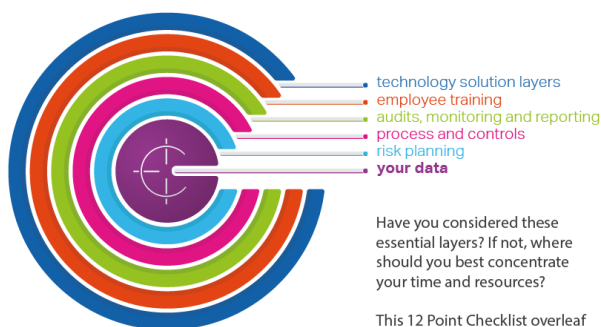 technology solution layers
employee training
audits, monitoring and reporting
process and controls
risk planning
your data
Have you considered these
essential layers? If not, where
should you best concentrate
your time and resources?
This 12 Point Checklist overleaf